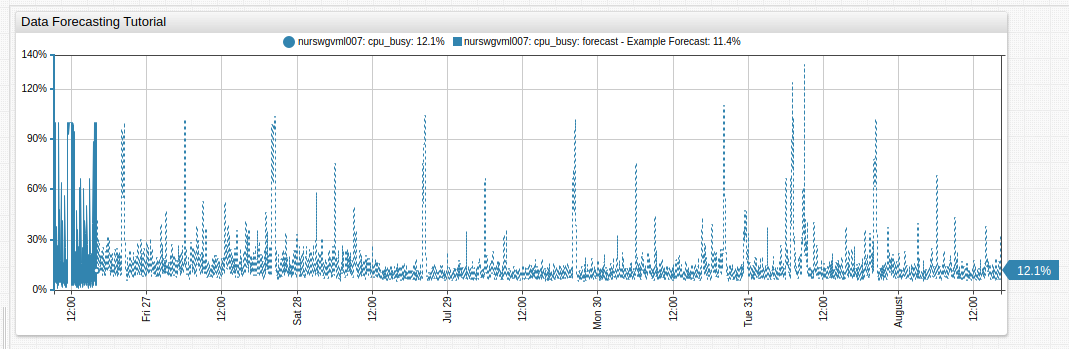 Data Forecasting Tutorial
nurswgvml007: cpu_busy: 12.1% nurswgvml007: cpu_busy: forecast - Example Forecast: 11.4%
140%
120%
90%
60%
30%
0%
12.1%
12:00 Fri 27 12:00 Sat 28 12:00 Jul 29 12:00 Mon 30 12:00 Tue 31 12:00 August 12:00